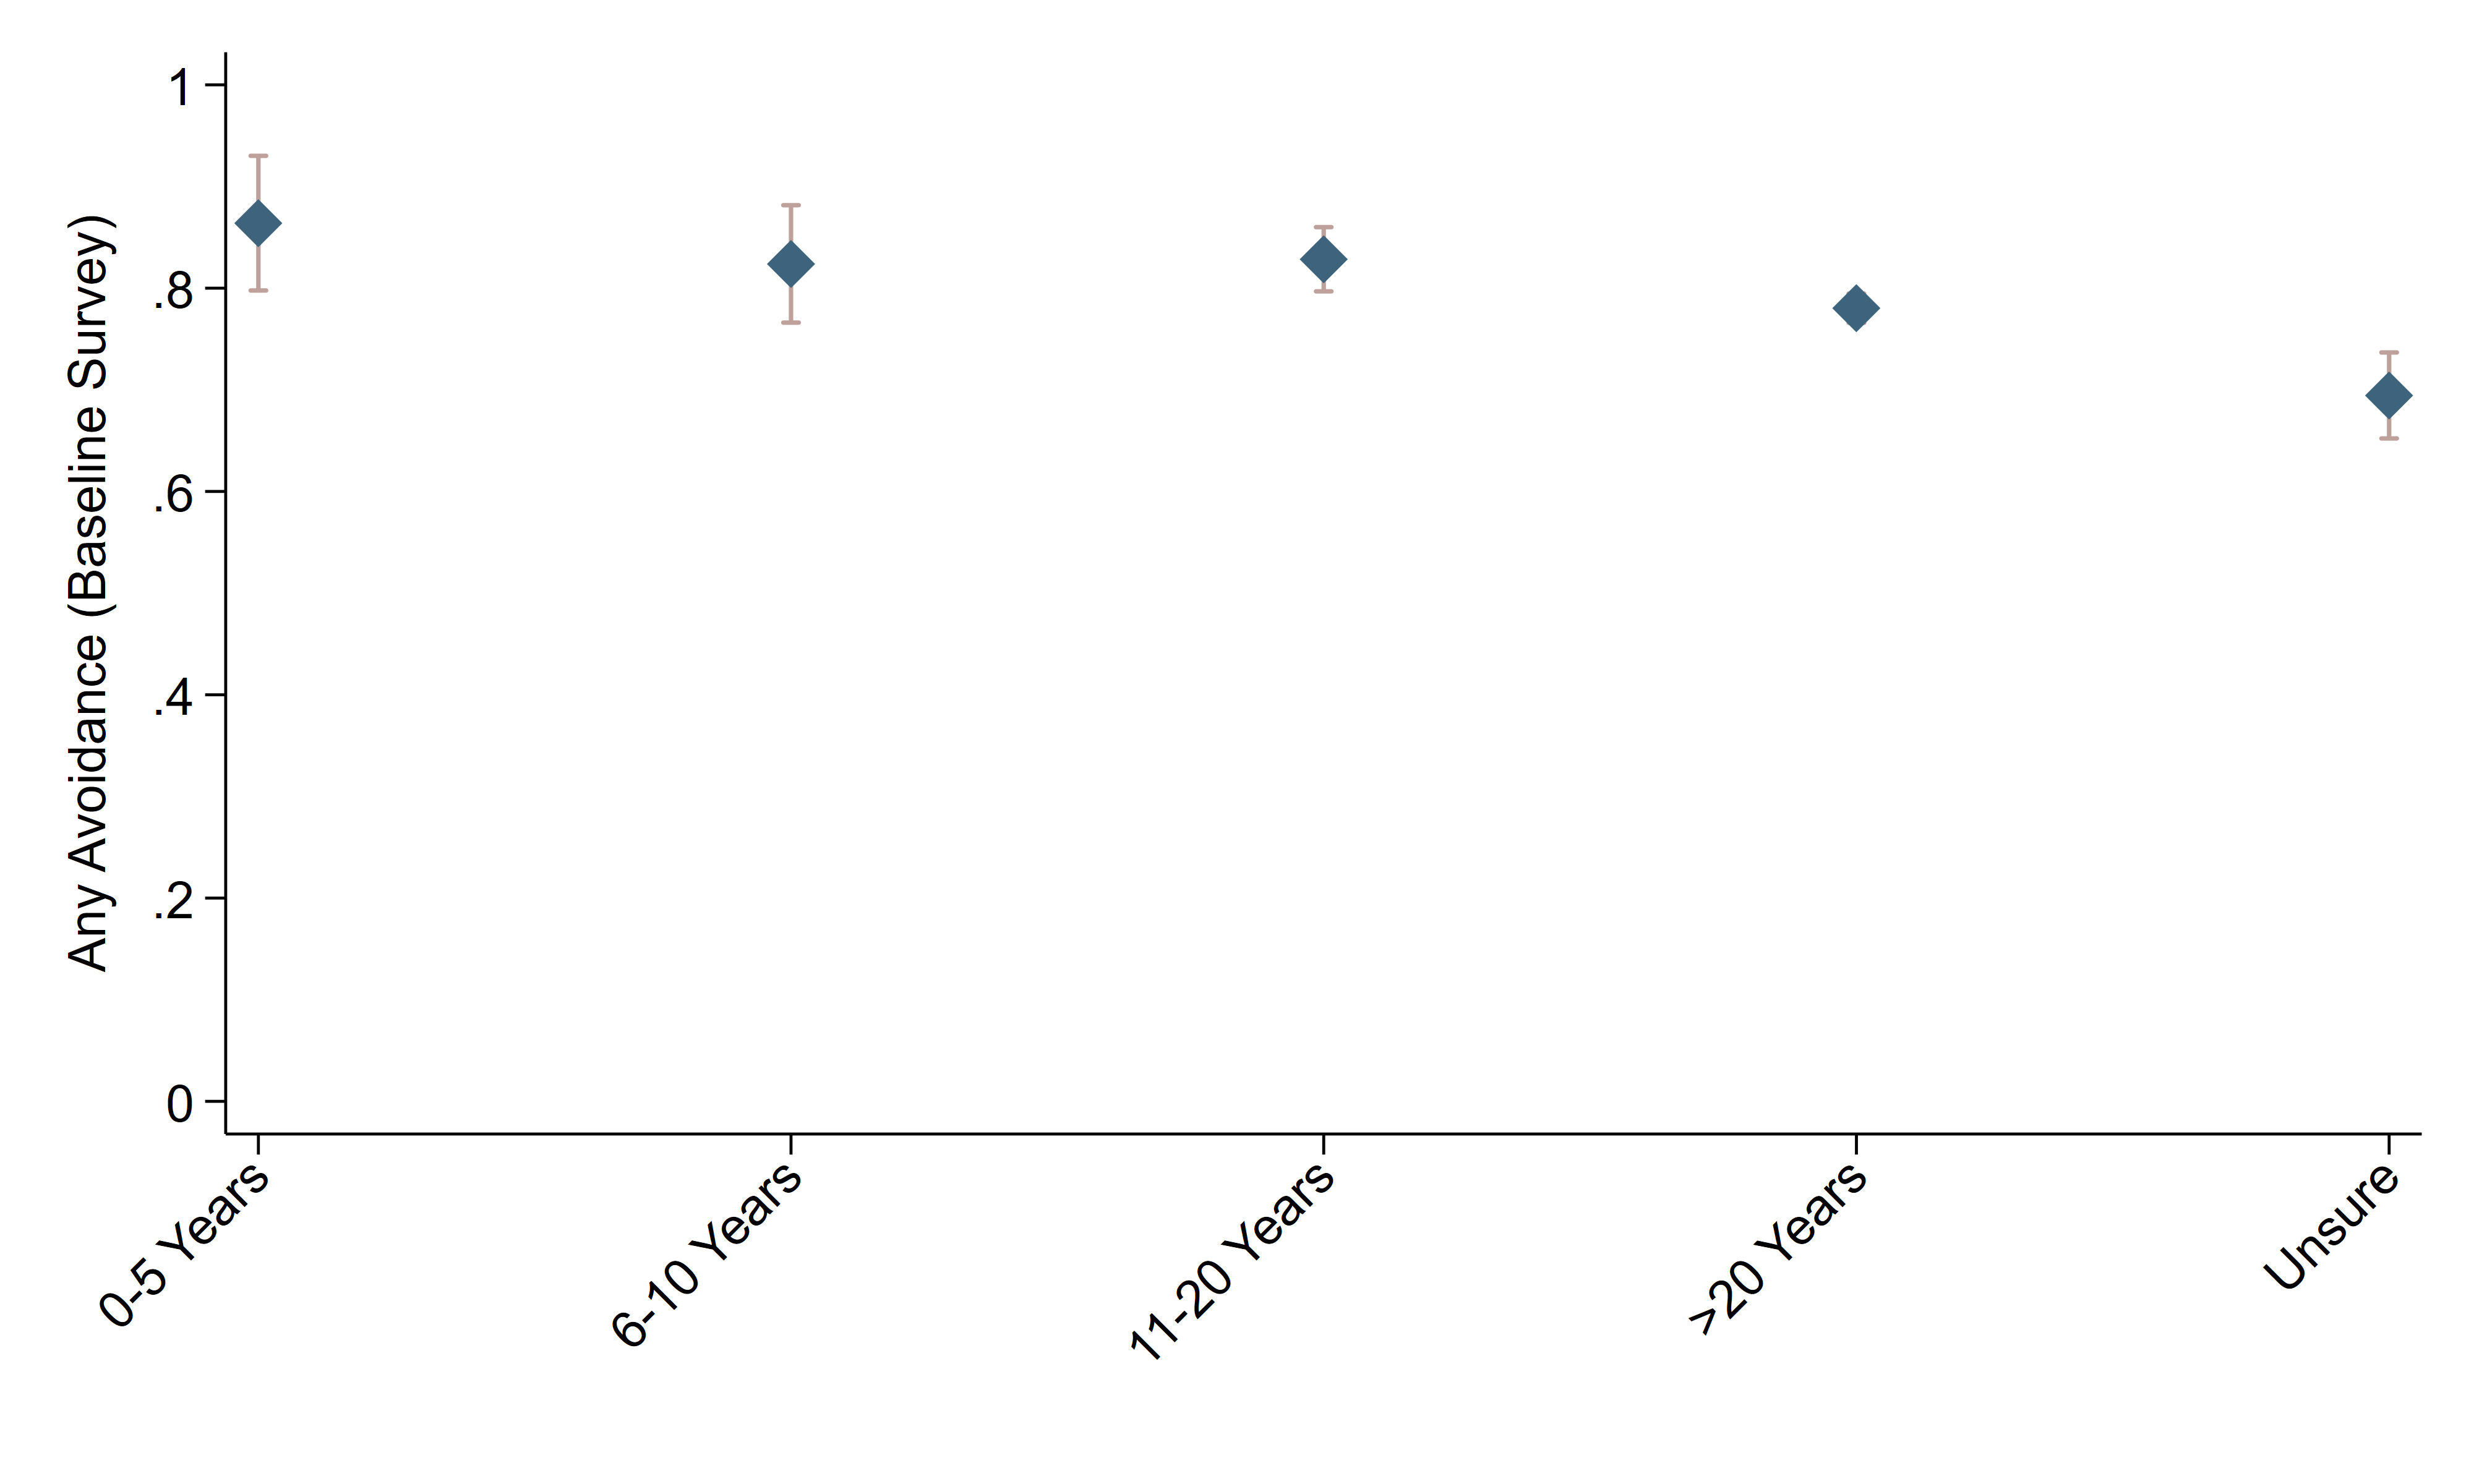 Any Avoidance (Baseline Survey)
1
.8
.6
.4
.2
0
0-5 Years
6-10 Years
11-20 Years
>20 Years
Unsure